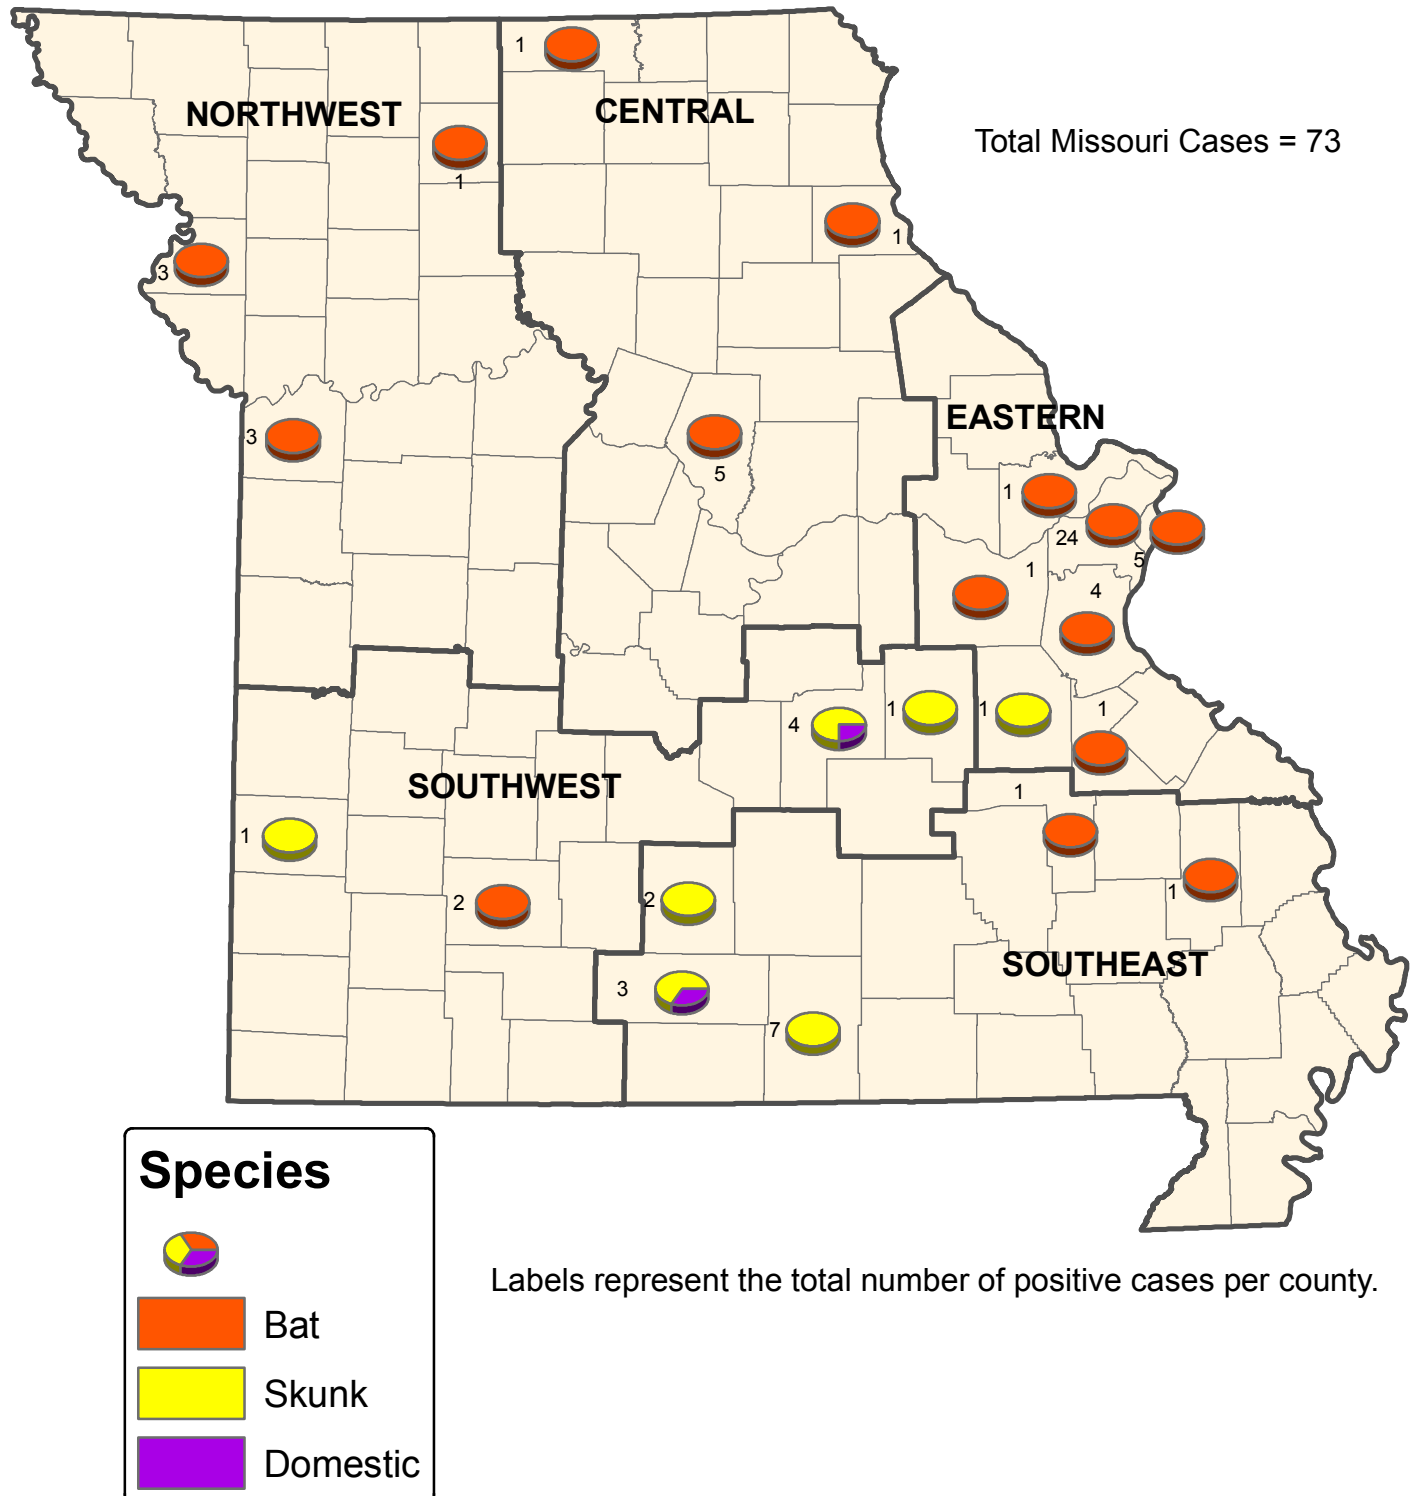 1
NORTHWEST
CENTRAL
Total Missouri Cases = 73
1
1
3
EASTERN
3
5
1
24
5
1
4
1
1
1
4
SOUTHWEST
1
1
2
2
1
SOUTHEAST
3
7
Species
Labels represent the total number of positive cases per county.
Bat
Skunk
Domestic